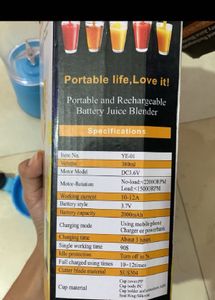 Portable life,Love it!
Portable and Rechargeable
Battery Juice Blender
Specifications
Item No. YE-01
Volume 380ml
Motor Model DC3.6V
Motor-Rotation No-load:<22000RPM
Load:<15000RPM
Working current 10-12A
Battery style 3.7V
Battery capacity 2000mAh
Charging mode Using mobile phone
Charger or powerbank
Charging time About 3 hours
Single working time 90S
Idle protection Turn off in 5s
Full charged using times 10~12times
Cutter blade material SUS304
Cup material